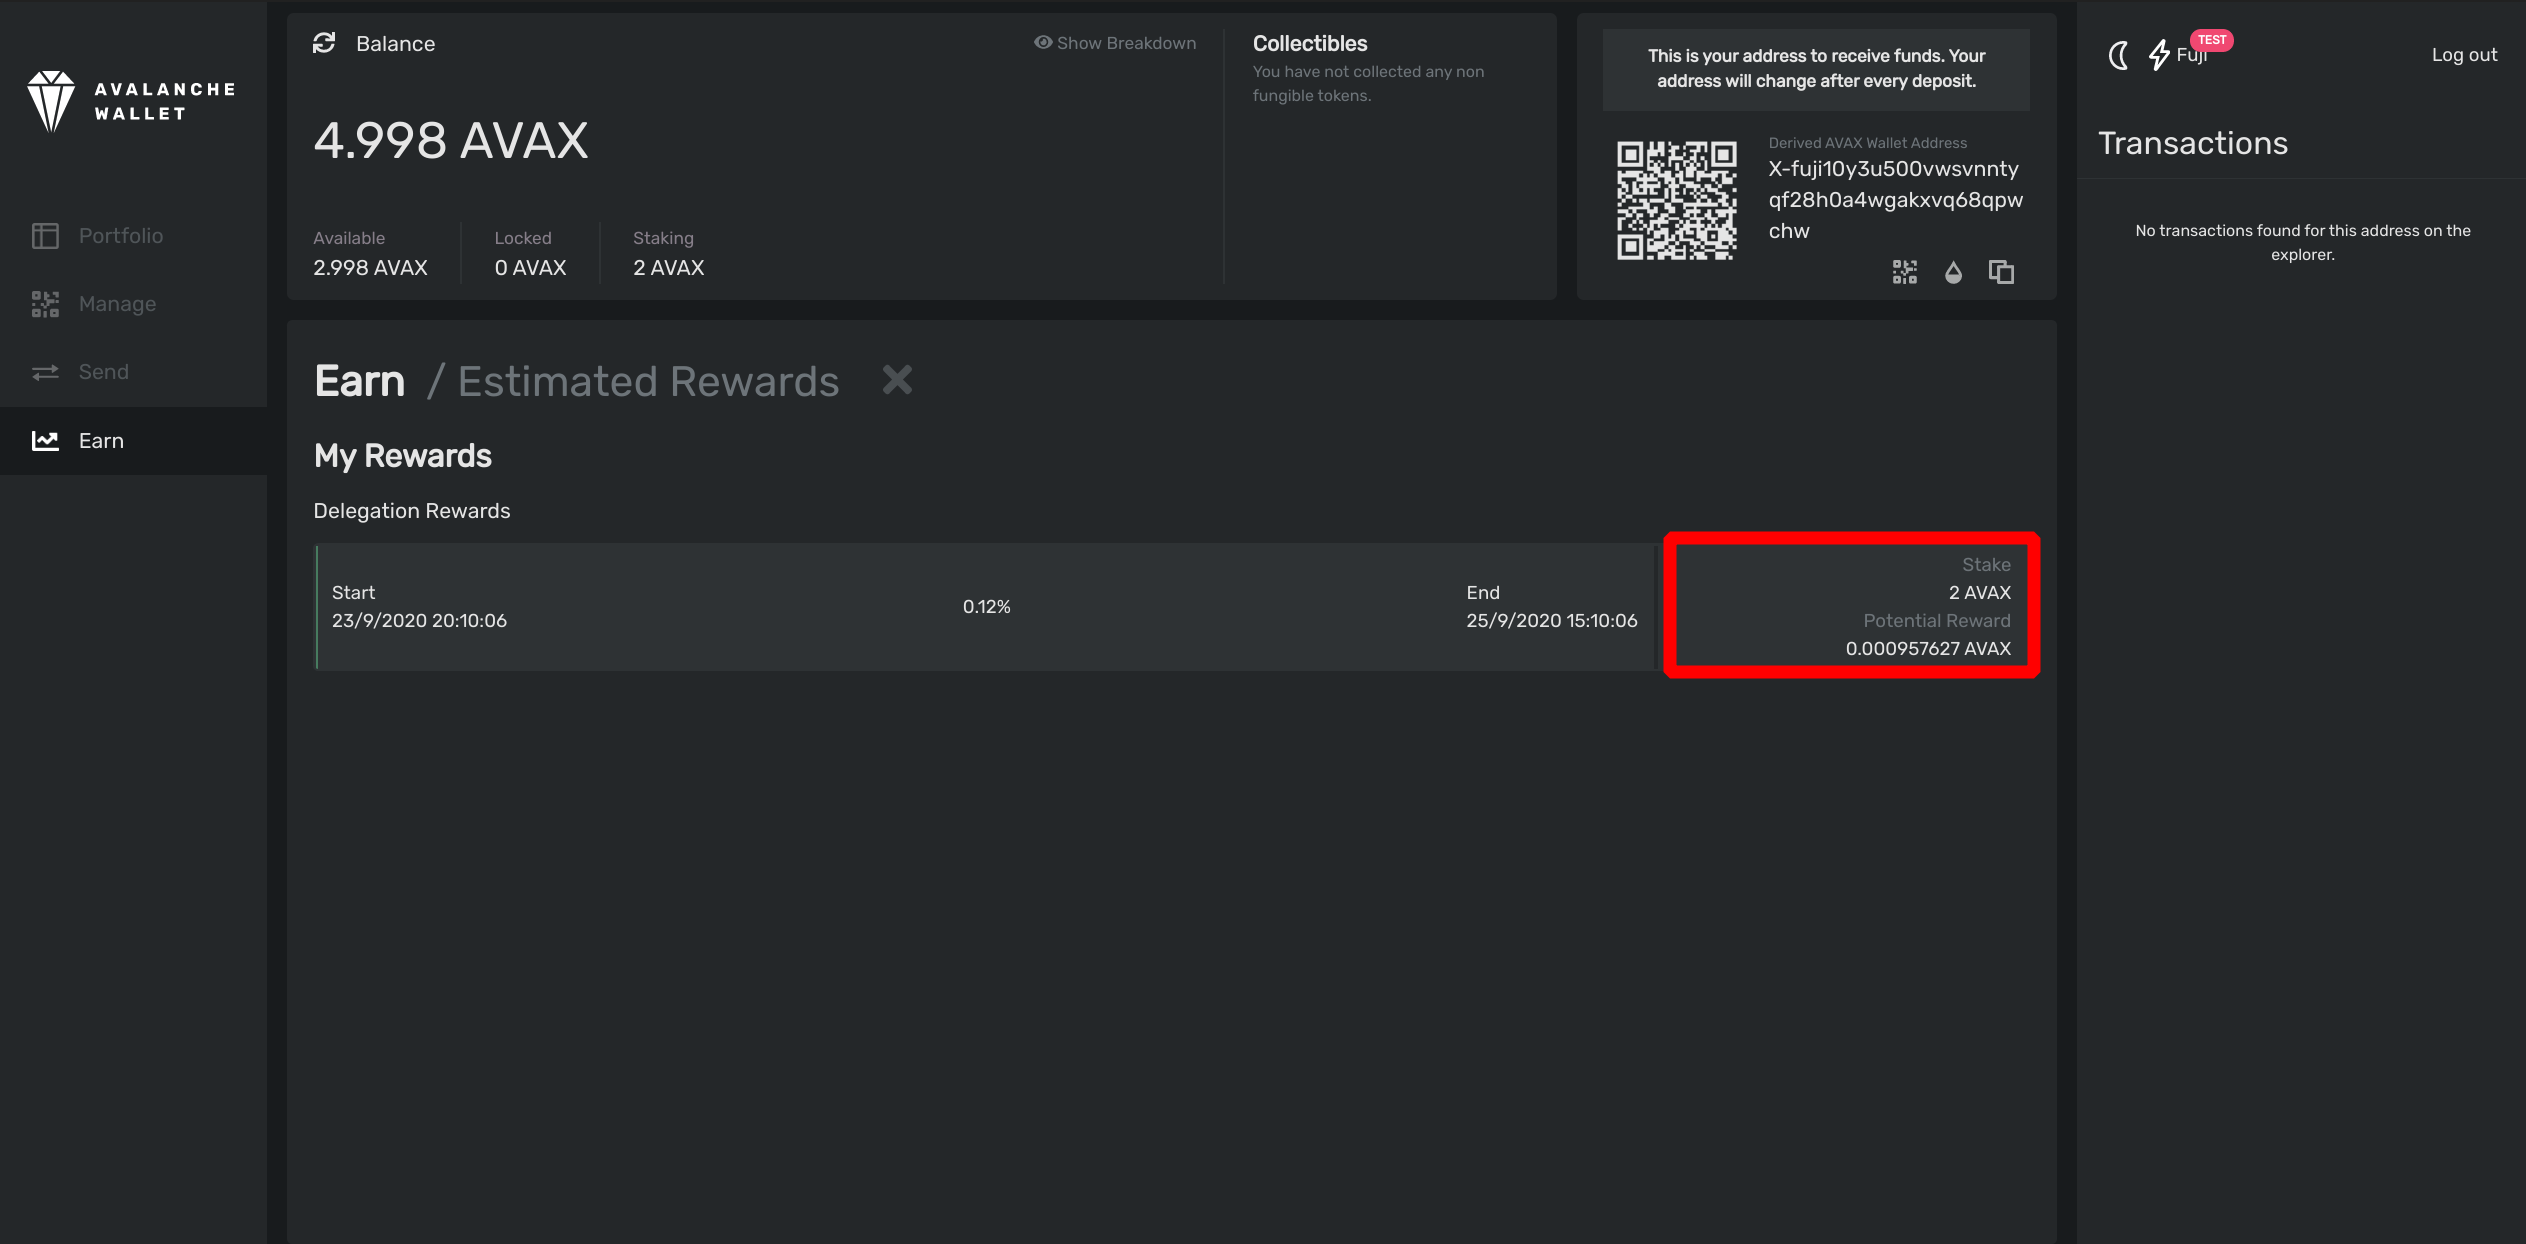 AVALANCHE
WALLET
Portfolio
Manage
Send
Earn
Balance
Show Breakdown
4.998 AVAX
Available
2.998 AVAX
Locked
0 AVAX
Staking
2 AVAX
Collectibles
You have not collected any non
fungible tokens.
This is your address to receive funds. Your
address will change after every deposit.
Derived AVAX Wallet Address
X-fuji10y3u500vwsvnnty
qf28h0a4wgakxvq68qpw
chw
Earn / Estimated Rewards
My Rewards
Delegation Rewards
Start
23/9/2020 20:10:06
0.12%
End
25/9/2020 15:10:06
Stake
2 AVAX
Potential Reward
0.000957627 AVAX
Fuji
TEST
Log out
Transactions
No transactions found for this address on the
explorer.